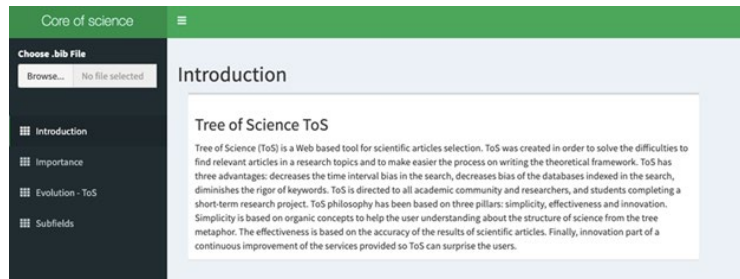 Core of science
Choose .bib File
Browse... No file selected
Introduction
Importance
Evolution - ToS
Subfields
Introduction
Tree of Science ToS
Tree of Science (ToS) is a Web based tool for scientific articles selection. ToS was created in order to solve the difficulties to
find relevant articles in a research topics and to make easier the process on writing the theoretical framework. ToS has
three advantages: decreases the time interval bias in the search, decreases bias of the databases indexed in the search,
diminishes the rigor of keywords. ToS is directed to all academic community and researchers, and students completing a
short-term research project. ToS philosophy has been based on three pillars: simplicity, effectiveness and innovation.
Simplicity is based on organic concepts to help the user understanding about the structure of science from the tree
metaphor. The effectiveness is based on the accuracy of the results of scientific articles. Finally, innovation part of a
continuous improvement of the services provided so ToS can surprise the users.